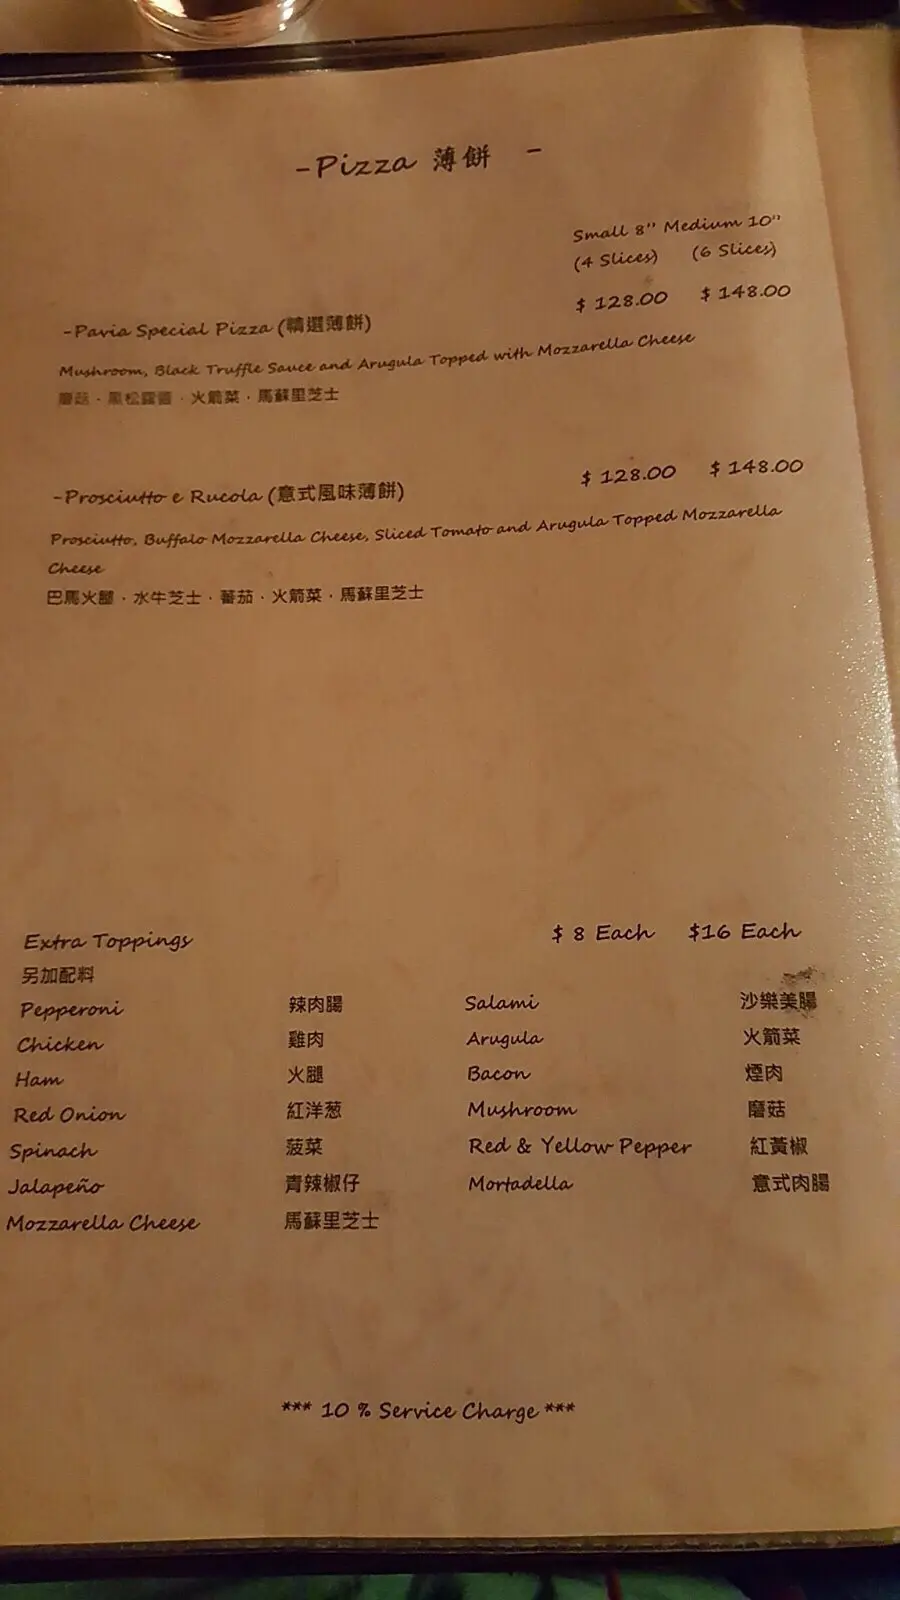 -Pizza 薄餅 -
Small 8" Medium 10"
(4 Slices) (6 Slices)
-Pavia Special Pizza (精選薄餅) $ 128.00 $ 148.00
Mushroom, Black Truffle Sauce and Arugula Topped with Mozzarella Cheese
磨菇 · 黑松露醬 · 火箭菜 · 馬蘇里芝士
-Prosciutto e Rucola (意式風味薄餅) $ 128.00 $ 148.00
Prosciutto, Buffalo Mozzarella Cheese, Sliced Tomato and Arugula Topped Mozzarella
Cheese
巴馬火腿 · 水牛芝士 · 蕃茄 · 火箭菜 · 馬蘇里芝士
Extra Toppings $ 8 Each $16 Each
另加配料
Pepperoni 辣肉腸 Salami 沙樂美腸
Chicken 雞肉 Arugula 火箭菜
Ham 火腿 Bacon 煙肉
Red Onion 紅洋葱 Mushroom 磨菇
Spinach 菠菜 Red & Yellow Pepper 紅黃椒
Jalapeño 青辣椒仔 Mortadella 意式肉腸
Mozzarella Cheese 馬蘇里芝士
*** 10 % Service Charge ***